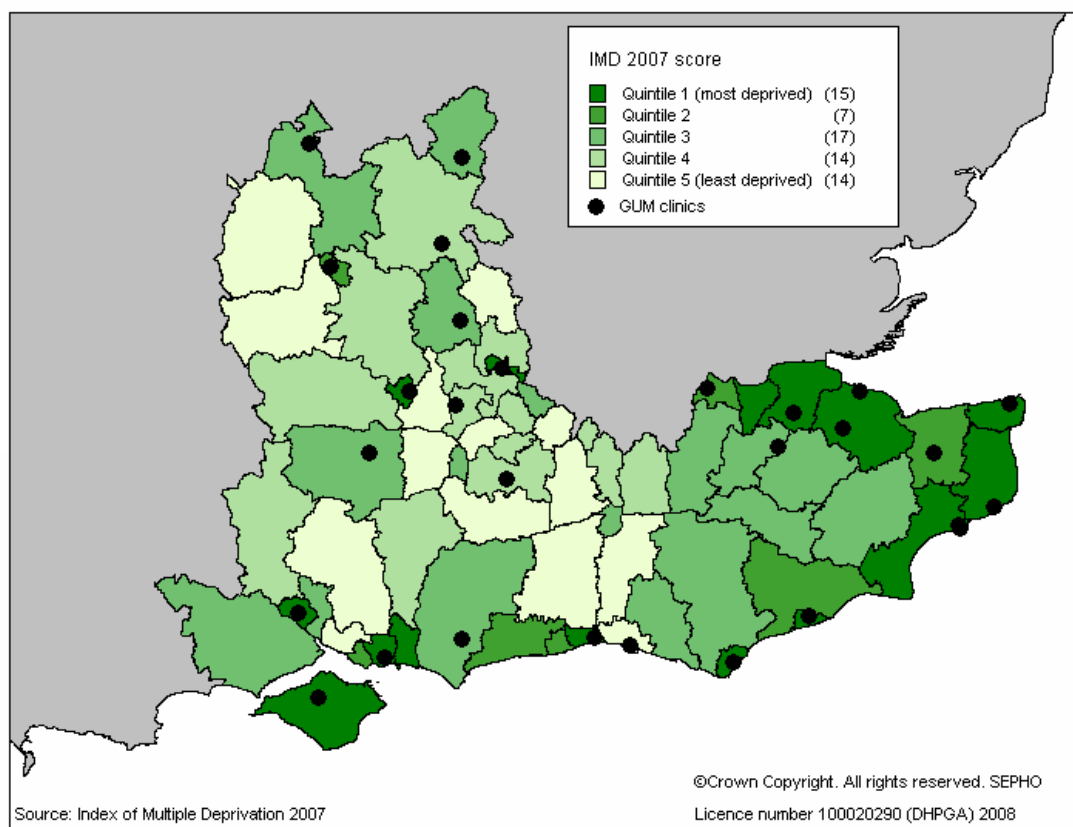 IMD 2007 score
Quintile 1 (most deprived) (15)
Quintile 2 (7)
Quintile 3 (17)
Quintile 4 (14)
Quintile 5 (least deprived) (14)
GUM clinics
©Crown Copyright. All rights reserved. SEPHO
Source: Index of Multiple Deprivation 2007
Licence number 100020290 (DHPGA) 2008